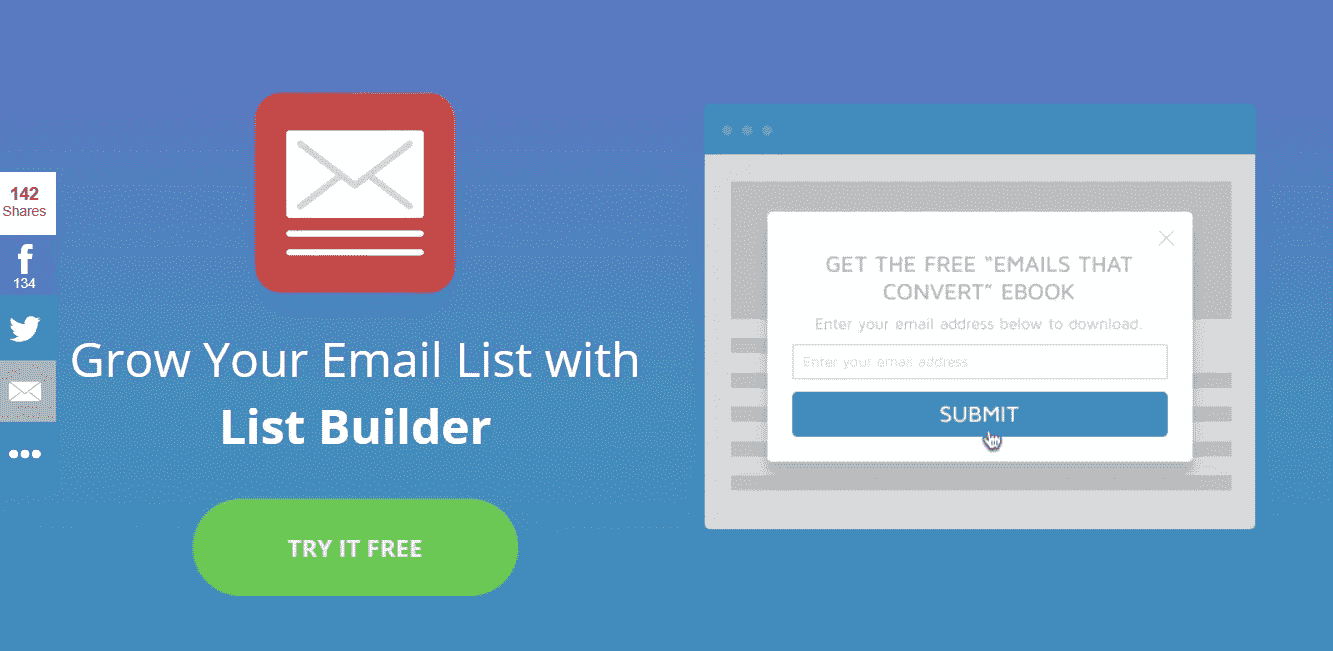 142
Shares
134
Grow Your Email List with
List Builder
TRY IT FREE
GET THE FREE “EMAILS THAT
CONVERT” EBOOK
Enter your email address below to download.
Enter your email address
SUBMIT